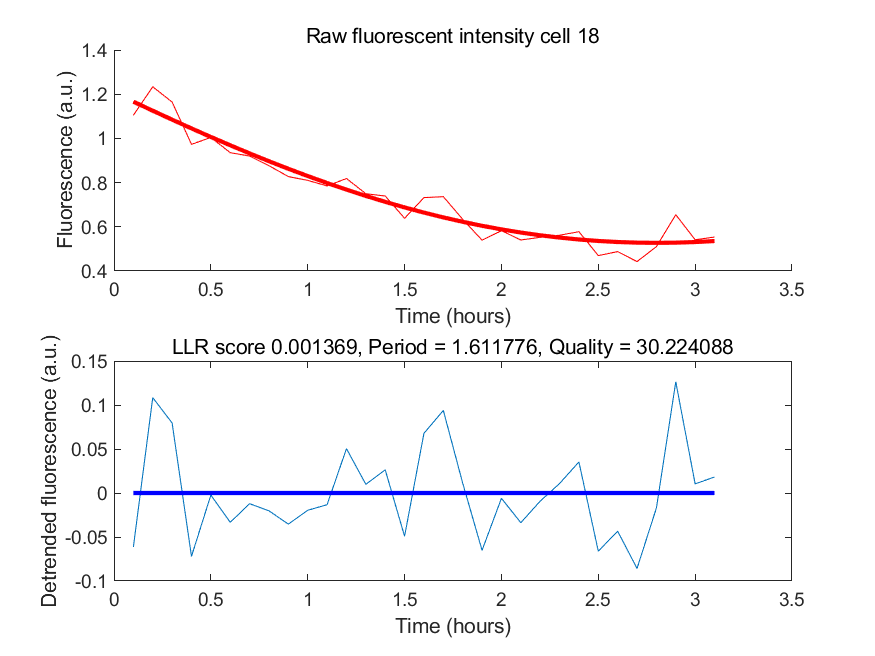 Raw fluorescent intensity cell 18
Fluorescence (a.u.)
1.4
1.2
1
0.8
0.6
0.4
0 0.5 1 1.5 2 2.5 3 3.5
Time (hours)
LLR score 0.001369, Period = 1.611776, Quality = 30.224088
Detrended fluorescence (a.u.)
0.15
0.1
0.05
0
-0.05
-0.1
0 0.5 1 1.5 2 2.5 3 3.5
Time (hours)